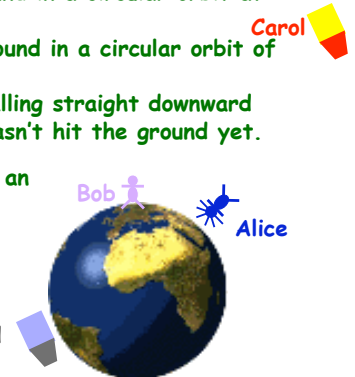 Carol
ound in a circular orbit of
lling straight downward
asn't hit the ground yet.
an
Bob
Alice